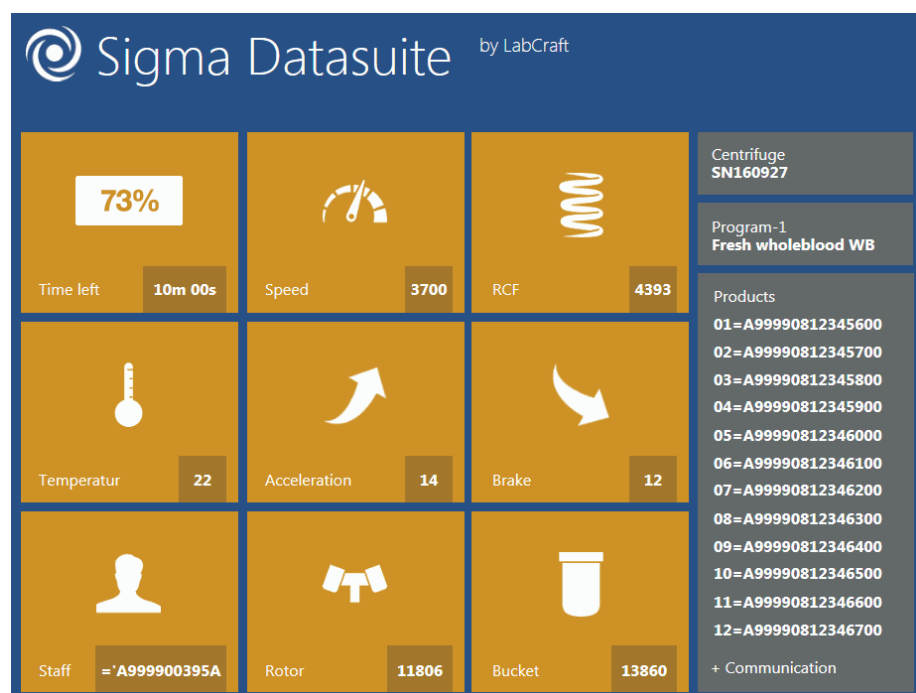 Sigma Datasuite by LabCraft
73%
Time left 10m 00s
Speed 3700
RCF 4393
Temperatur 22
Acceleration 14
Brake 12
Staff ='A999900395A
Rotor 11806
Bucket 13860
Centrifuge
SN160927
Program-1
Fresh wholeblood WB
Products
01=A99990812345600
02=A99990812345700
03=A99990812345800
04=A99990812345900
05=A99990812346000
06=A99990812346100
07=A99990812346200
08=A99990812346300
09=A99990812346400
10=A99990812346500
11=A99990812346600
12=A99990812346700
+ Communication